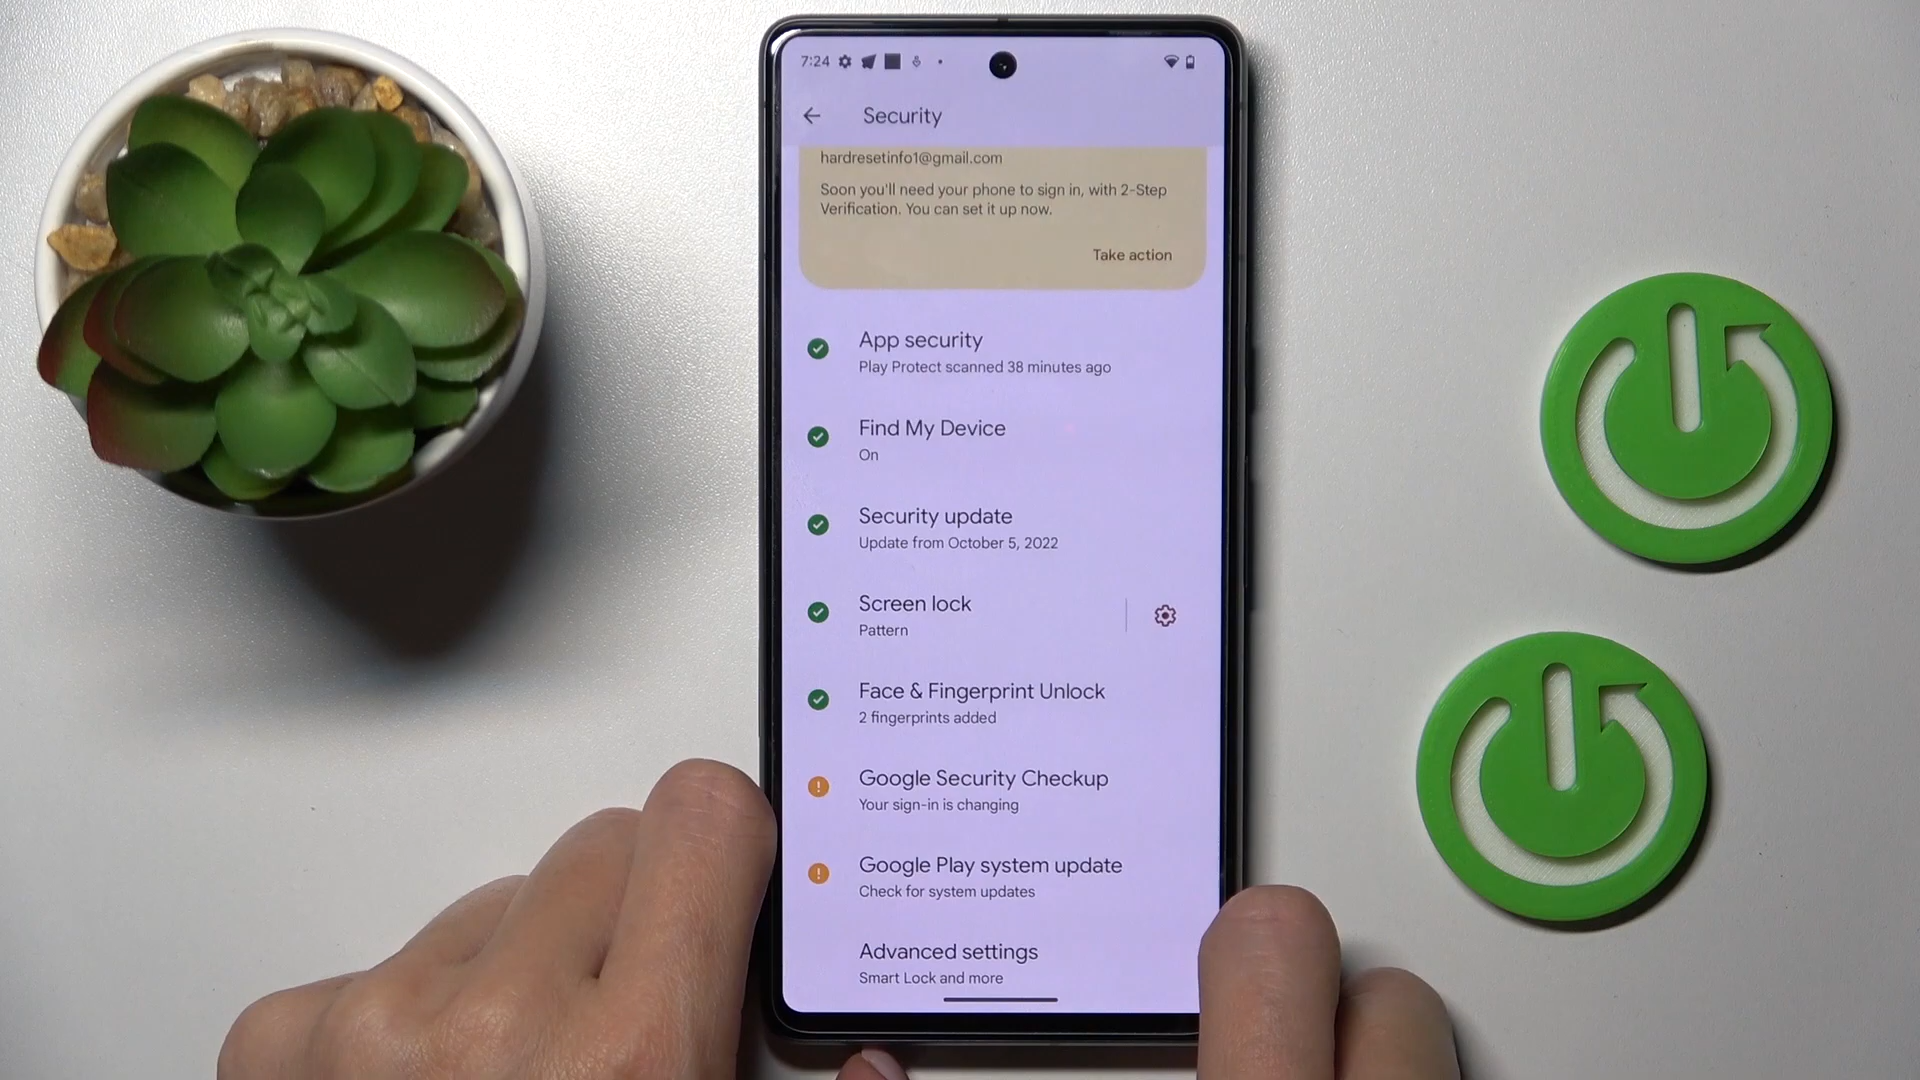 7:24
Security
hardresetinfo1@gmail.com
Soon you'll need your phone to sign in, with 2-Step
Verification. You can set it up now.
Take action
App security
Play Protect scanned 38 minutes ago
Find My Device
On
Security update
Update from October 5, 2022
Screen lock
Pattern
Face & Fingerprint Unlock
2 fingerprints added
Google Security Checkup
Your sign-in is changing
Google Play system update
Check for system updates
Advanced settings
Smart Lock and more